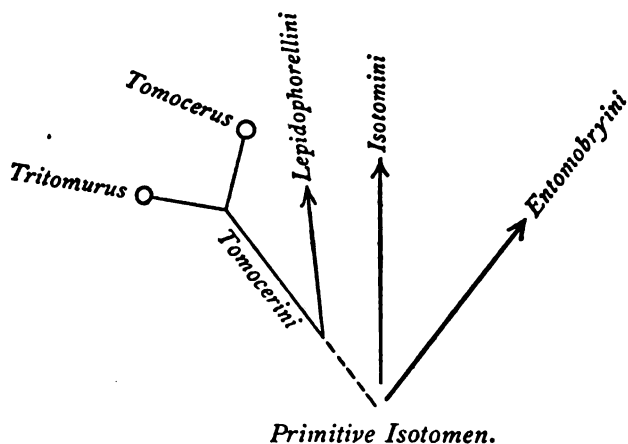 Tomocerus
Tritomurus
Tomocerini
Lepidophorellini
Isotomini
Entomobryini
Primitive Isotomen.